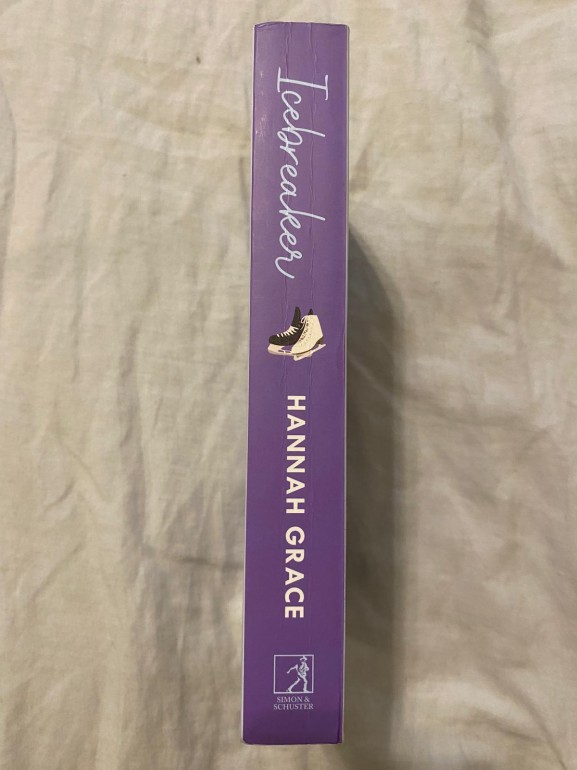 Icebreaker
HANNAH GRACE
SIMON &
SCHUSTER